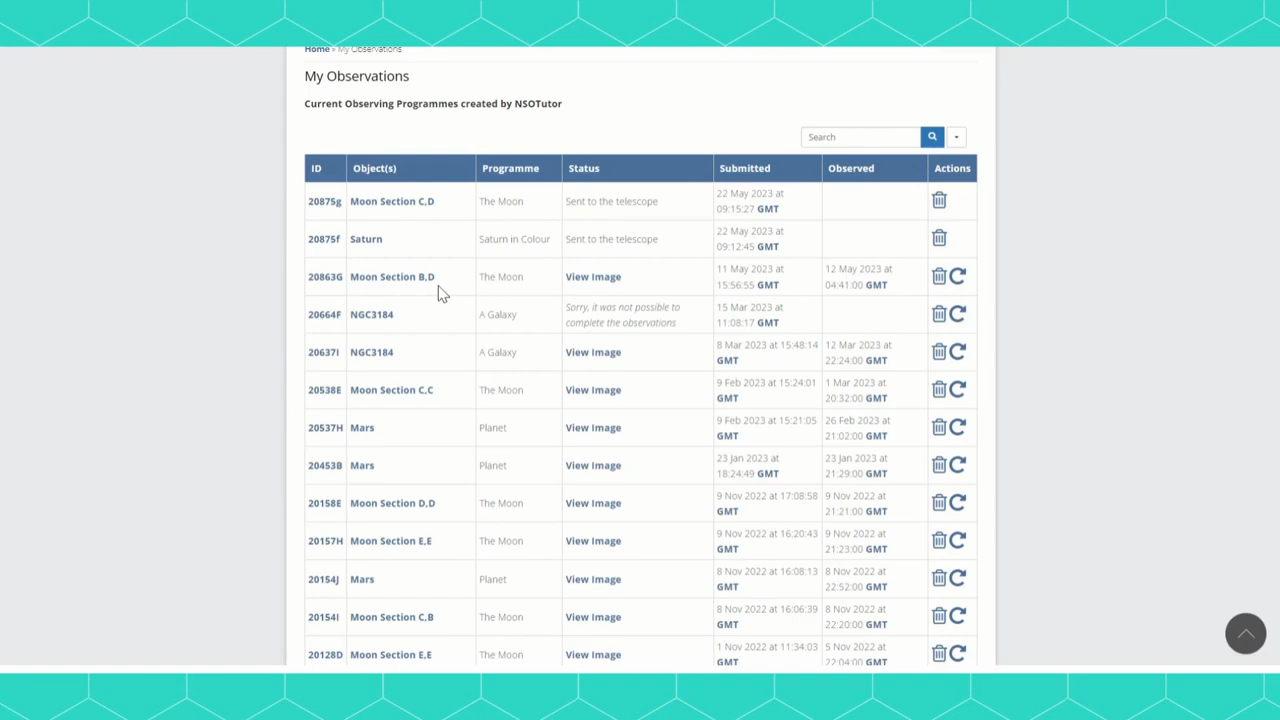 Home » My Observations
My Observations
Current Observing Programmes created by NSOTutor
Search
ID Object(s) Programme Status Submitted Observed Actions
20875g Moon Section C,D The Moon Sent to the telescope 22 May 2023 at
09:15:27 GMT
20875f Saturn Saturn in Colour Sent to the telescope 22 May 2023 at
09:12:45 GMT
20863G Moon Section B,D The Moon View Image 11 May 2023 at 12 May 2023 at
15:56:55 GMT 04:41:00 GMT
20664F NGC3184 A Galaxy Sorry, it was not possible to 15 Mar 2023 at
complete the observations 11:08:17 GMT
20637I NGC3184 A Galaxy View Image 8 Mar 2023 at 15:48:14 12 Mar 2023 at
GMT 22:24:00 GMT
20538E Moon Section C,C The Moon View Image 9 Feb 2023 at 15:24:01 1 Mar 2023 at
GMT 20:32:00 GMT
20537H Mars Planet View Image 9 Feb 2023 at 15:21:05 26 Feb 2023 at
GMT 21:02:00 GMT
20453B Mars Planet View Image 23 Jan 2023 at 23 Jan 2023 at
18:24:49 GMT 21:29:00 GMT
20158E Moon Section D,D The Moon View Image 9 Nov 2022 at 17:08:58 9 Nov 2022 at
GMT 21:21:00 GMT
20157H Moon Section E,E The Moon View Image 9 Nov 2022 at 16:20:43 9 Nov 2022 at
GMT 21:23:00 GMT
20154J Mars Planet View Image 8 Nov 2022 at 16:08:13 8 Nov 2022 at
GMT 22:52:00 GMT
20154I Moon Section C,B The Moon View Image 8 Nov 2022 at 16:06:39 8 Nov 2022 at
GMT 22:20:00 GMT
20128D Moon Section E,E The Moon View Image 1 Nov 2022 at 11:34:03 5 Nov 2022 at
GMT 22:04:00 GMT